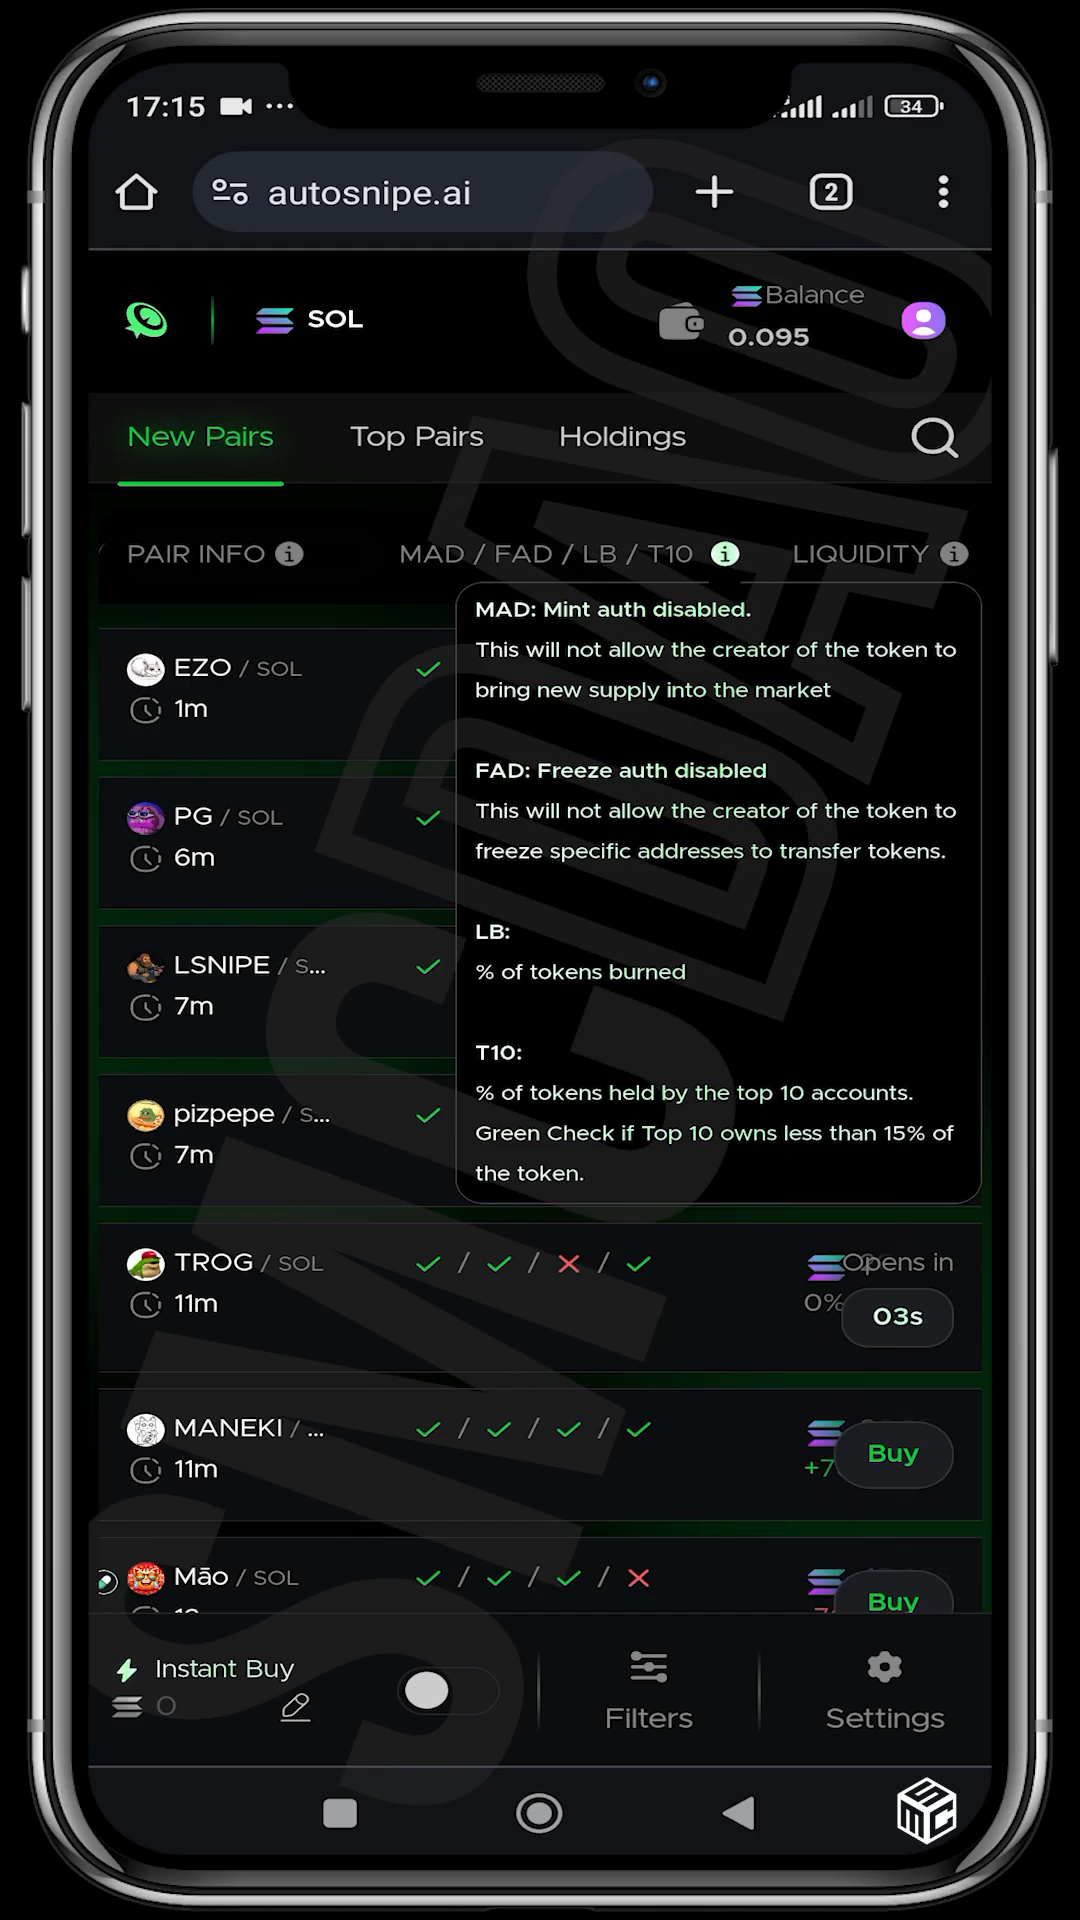 17:15
34
autosnipe.ai
2
SOL
Balance
0.095
New Pairs
Top Pairs
Holdings
PAIR INFO
MAD / FAD / LB / T10
LIQUIDITY
MAD: Mint auth disabled.
This will not allow the creator of the token to
bring new supply into the market
FAD: Freeze auth disabled
This will not allow the creator of the token to
freeze specific addresses to transfer tokens.
LB:
% of tokens burned
T10:
% of tokens held by the top 10 accounts.
Green Check if Top 10 owns less than 15% of
the token.
EZO / SOL
1m
PG / SOL
6m
LSNIPE / S...
7m
pizpepe / S...
7m
TROG / SOL
11m
/ / /
Opens in
0%
03s
MANEKI / ...
11m
/ / /
+7
Buy
Māo / SOL
/ / /
Buy
Instant Buy
0
Filters
Settings
SMCDAO
SMC